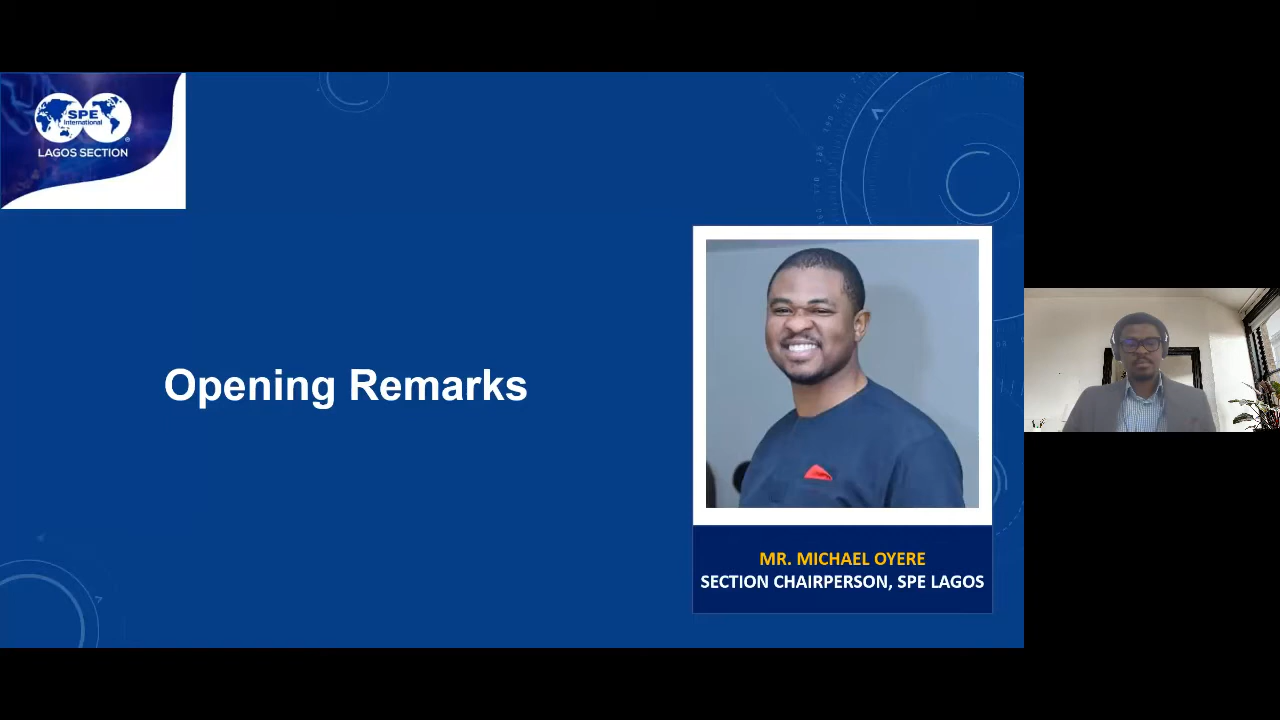 SPE
International
LAGOS SECTION
Opening Remarks
MR. MICHAEL OYERE
SECTION CHAIRPERSON, SPE LAGOS